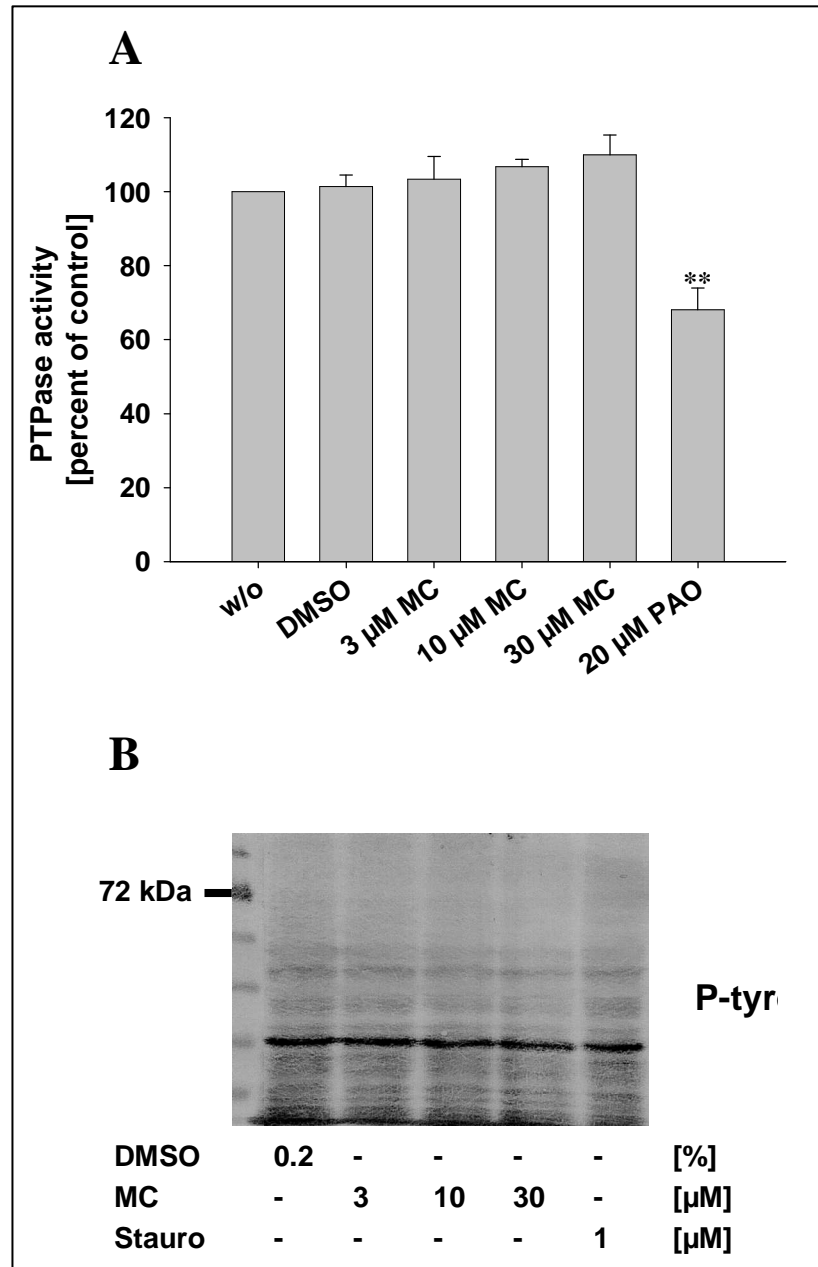 A
120
100
80
60
40
20
0
PTPase activity
[percent of control]
**
w/o
DMSO
3 µM MC
10 µM MC
30 µM MC
20 µM PAO
B
72 kDa
P-tyr
DMSO 0.2 - - - - [%]
MC - 3 10 30 - [µM]
Stauro - - - - 1 [µM]